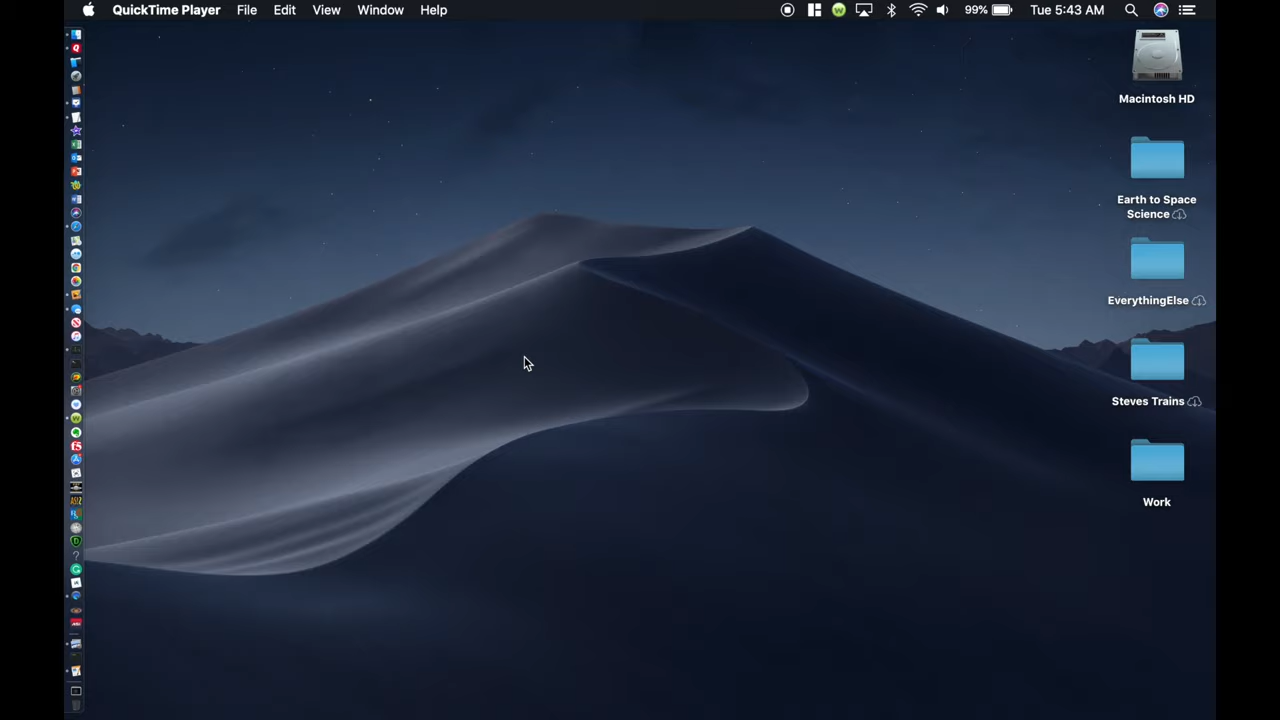 QuickTime Player File Edit View Window Help 99% Tue 5:43 AM
Macintosh HD
Earth to Space
Science
EverythingElse
Steves Trains
Work